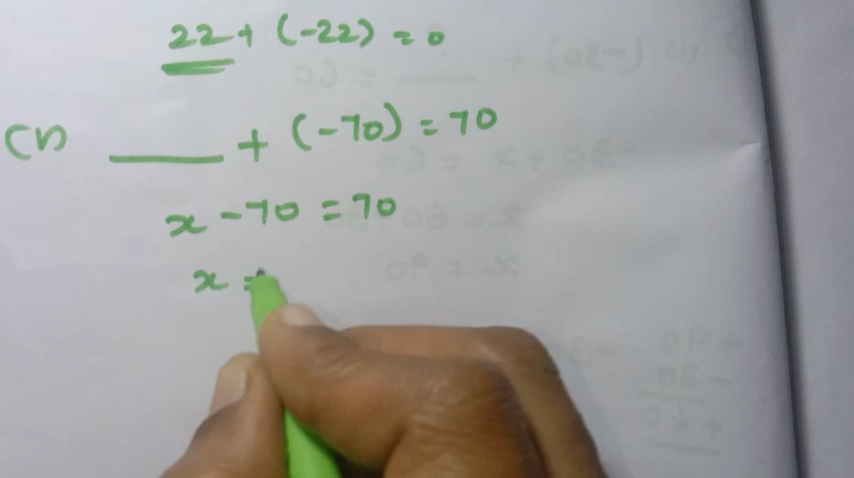 22 + (-22) = 0
(v) ____ + (-70) = 70
x - 70 = 70
x =